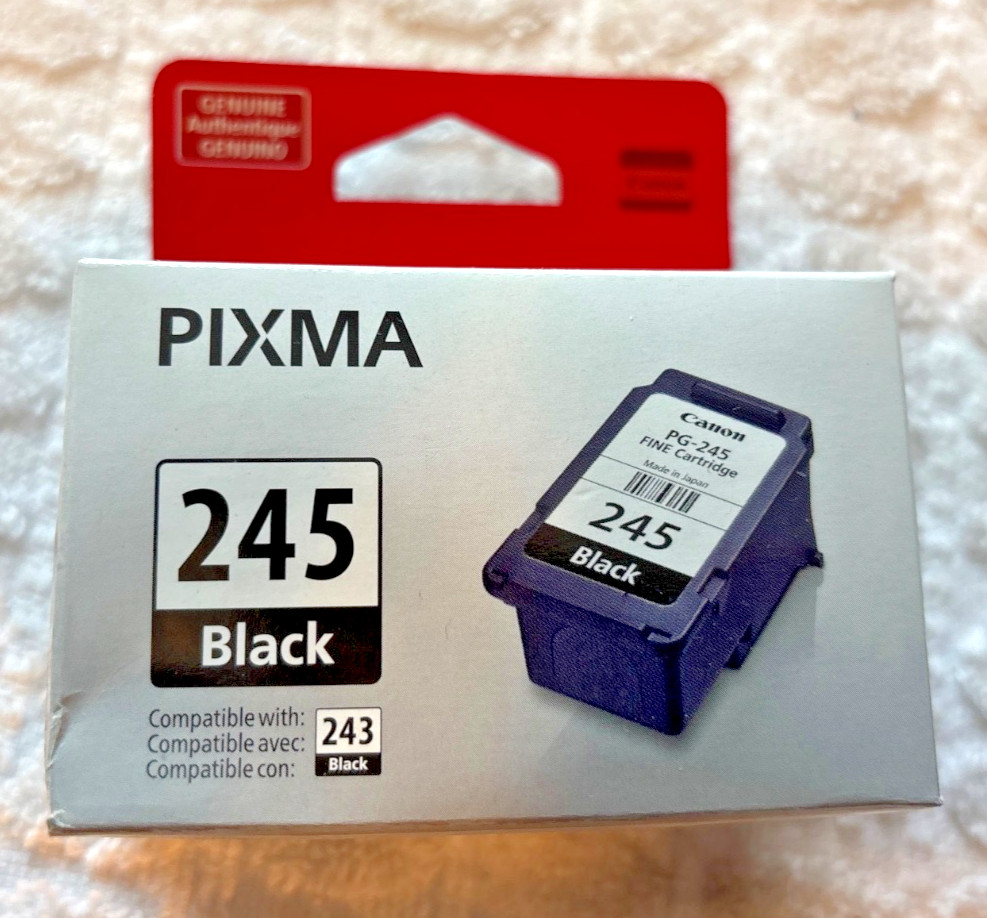 GENUINE
Authentique
GENUINO
PIXMA
245
Black
Compatible with:
Compatible avec:
Compatible con:
243
Black
Canon
PG-245
FINE Cartridge
Made in Japan
245
Black